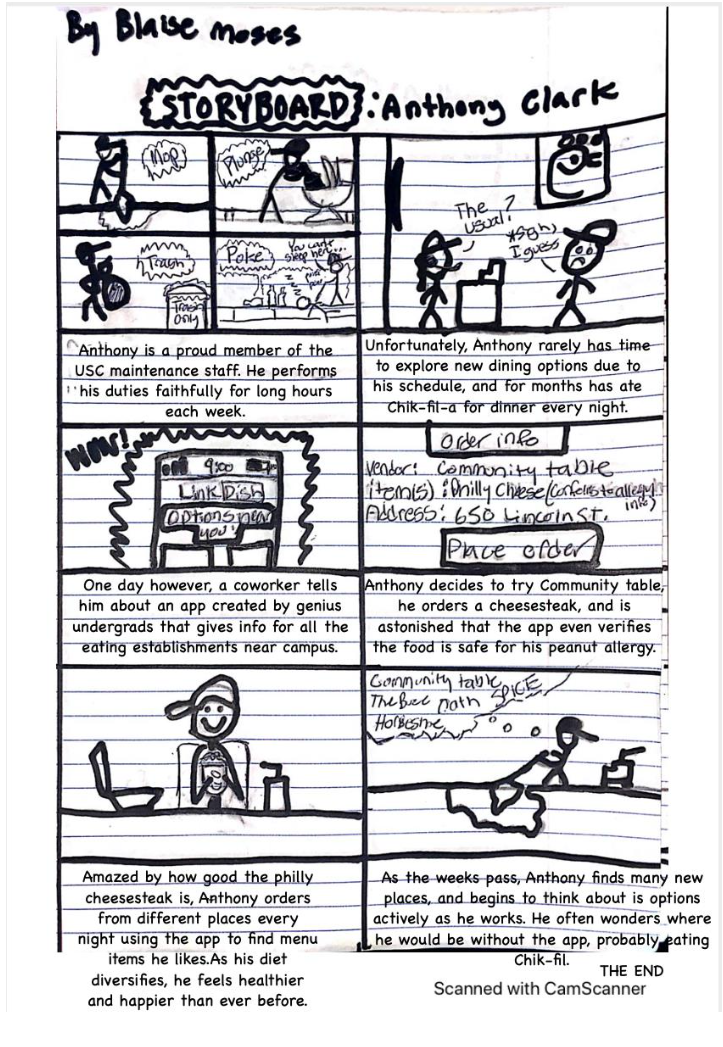 By Blaise Moses
STORYBOARD: Anthony Clark
Mop
Plunge
Trash
Trash
Only
Poke
You can't
sleep here...
z
z
z
poke
poke
The
usual?
*Sigh,
I guess
Anthony is a proud member of the
USC maintenance staff. He performs
his duties faithfully for long hours
each week.
Unfortunately, Anthony rarely has time
to explore new dining options due to
his schedule, and for months has ate
Chik-fil-a for dinner every night.
WOW!
9:00
Link Dish
Options near
you!
One day however, a coworker tells
him about an app created by genius
undergrads that gives info for all the
eating establishments near campus.
Order info
Vendor: Community table
item(s): Philly Cheese (confirms to allergy
info)
Address: 650 Lincoln St.
Place order
Anthony decides to try Community table,
he orders a cheesesteak, and is
astonished that the app even verifies
the food is safe for his peanut allergy.
Amazed by how good the philly
cheesesteak is, Anthony orders
from different places every
night using the app to find menu
items he likes.As his diet
diversifies, he feels healthier
and happier than ever before.
Community table
The path SPICE
As the weeks pass, Anthony finds many new
places, and begins to think about is options
actively as he works. He often wonders where
he would be without the app, probably eating
Chik-fil.
THE END
Scanned with CamScanner